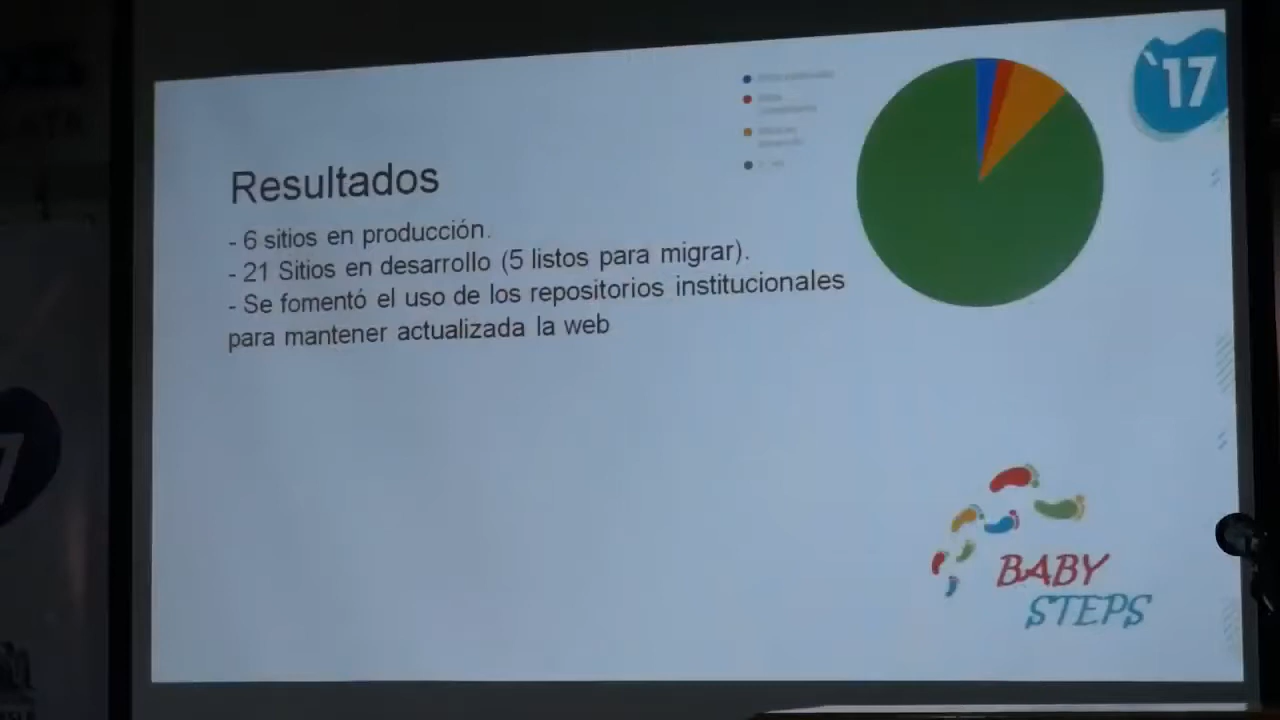 `17
Resultados
- 6 sitios en producción.
- 21 Sitios en desarrollo (5 listos para migrar).
- Se fomentó el uso de los repositorios institucionales
para mantener actualizada la web
BABY
STEPS
7